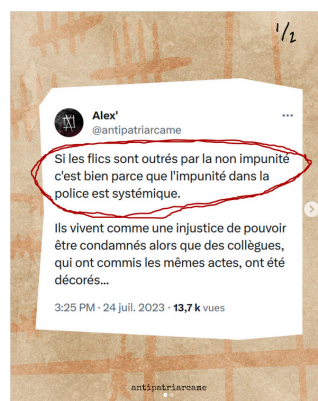 1/2
Alex'
@antipatriarcame
Si les flics sont outrés par la non impunité
c'est bien parce que l'impunité dans la
police est systémique.
Ils vivent comme une injustice de pouvoir
être condamnés alors que des collègues,
qui ont commis les mêmes actes, ont été
décorés...
3:25 PM · 24 juil. 2023 · 13,7 k vues
antipatriarcame